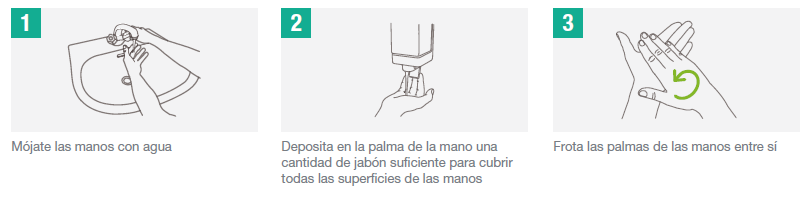 1
Mójate las manos con agua
2
Deposita en la palma de la mano una
cantidad de jabón suficiente para cubrir
todas las superficies de las manos
3
Frota las palmas de las manos entre sí